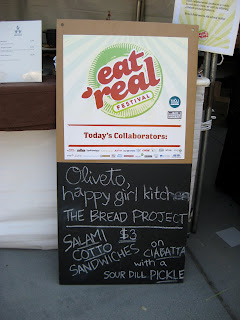 eat
real
FESTIVAL
Today's Collaborators:
Oliveto,
happy girl kitchen
THE BREAD PROJECT
SALAMI $3
COTTO on
SANDWICHES CIABATTA
with a
SOUR DILL PICKLE